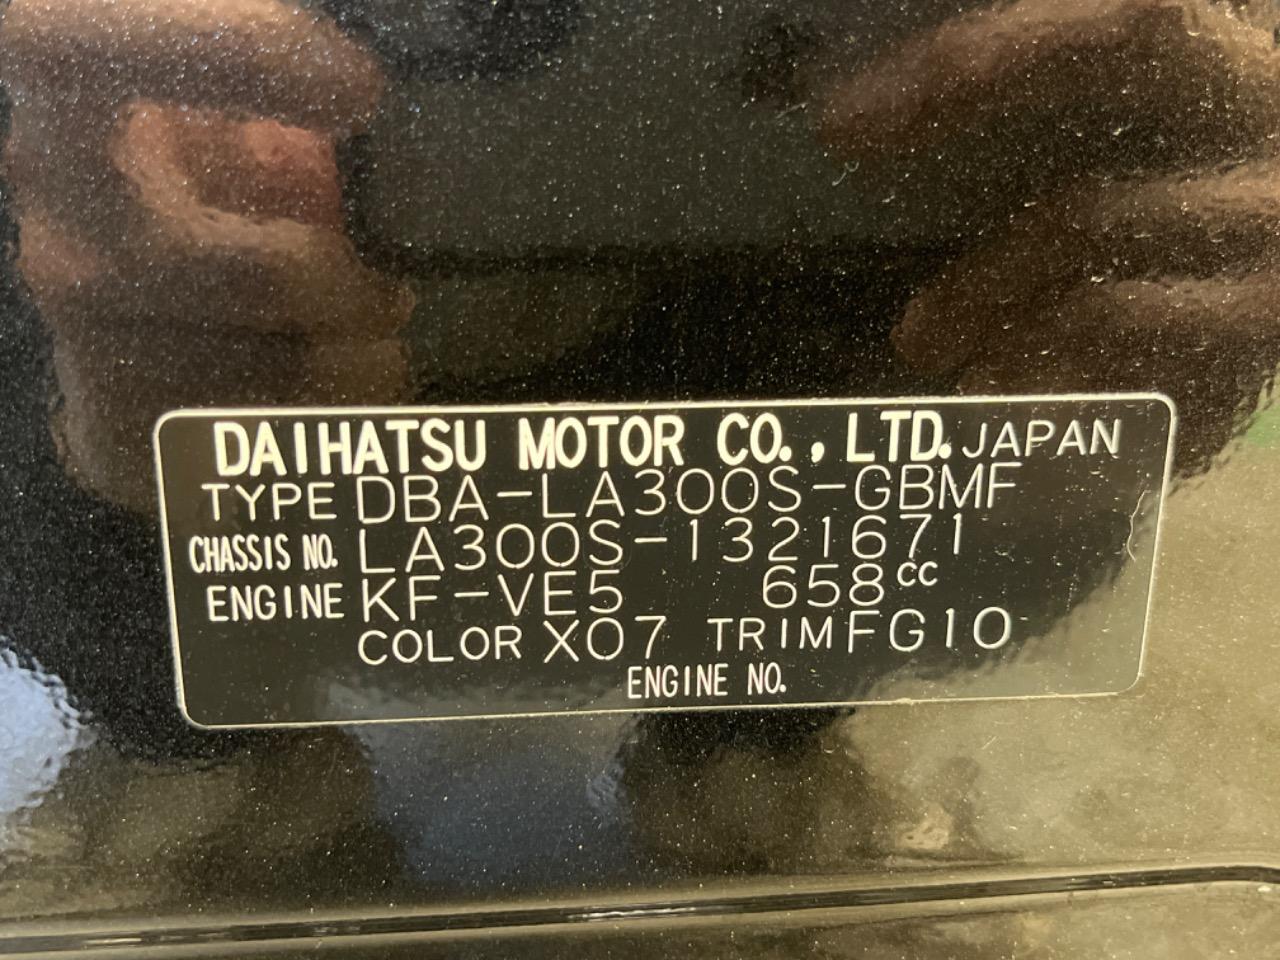 DAIHATSU MOTOR CO., LTD. JAPAN
TYPE DBA-LA300S-GBMF
CHASSIS NO. LA300S-1321671
ENGINE KF-VE5 658cc
COLOR X07 TRIM FG10
ENGINE NO.